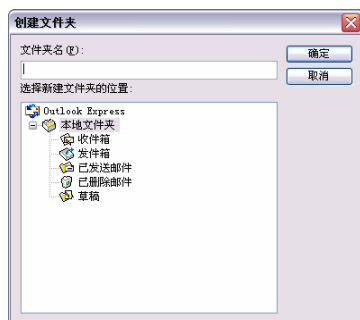 创建文件夹
文件夹名(F):
确定
取消
选择新建文件夹的位置:
Outlook Express
本地文件夹
收件箱
发件箱
已发送邮件
已删除邮件
草稿